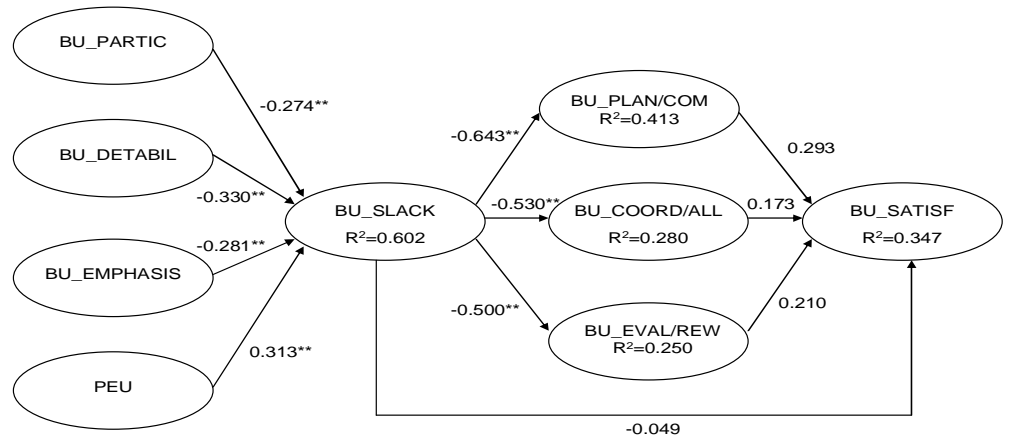 BU_PARTIC
-0.274**
BU_DETABIL
-0.330**
BU_EMPHASIS
-0.281**
PEU
0.313**
BU_SLACK
R²=0.602
-0.643**
-0.530**
-0.500**
BU_PLAN/COM
R²=0.413
BU_COORD/ALL
R²=0.280
BU_EVAL/REW
R²=0.250
0.293
0.173
0.210
BU_SATISF
R²=0.347
-0.049